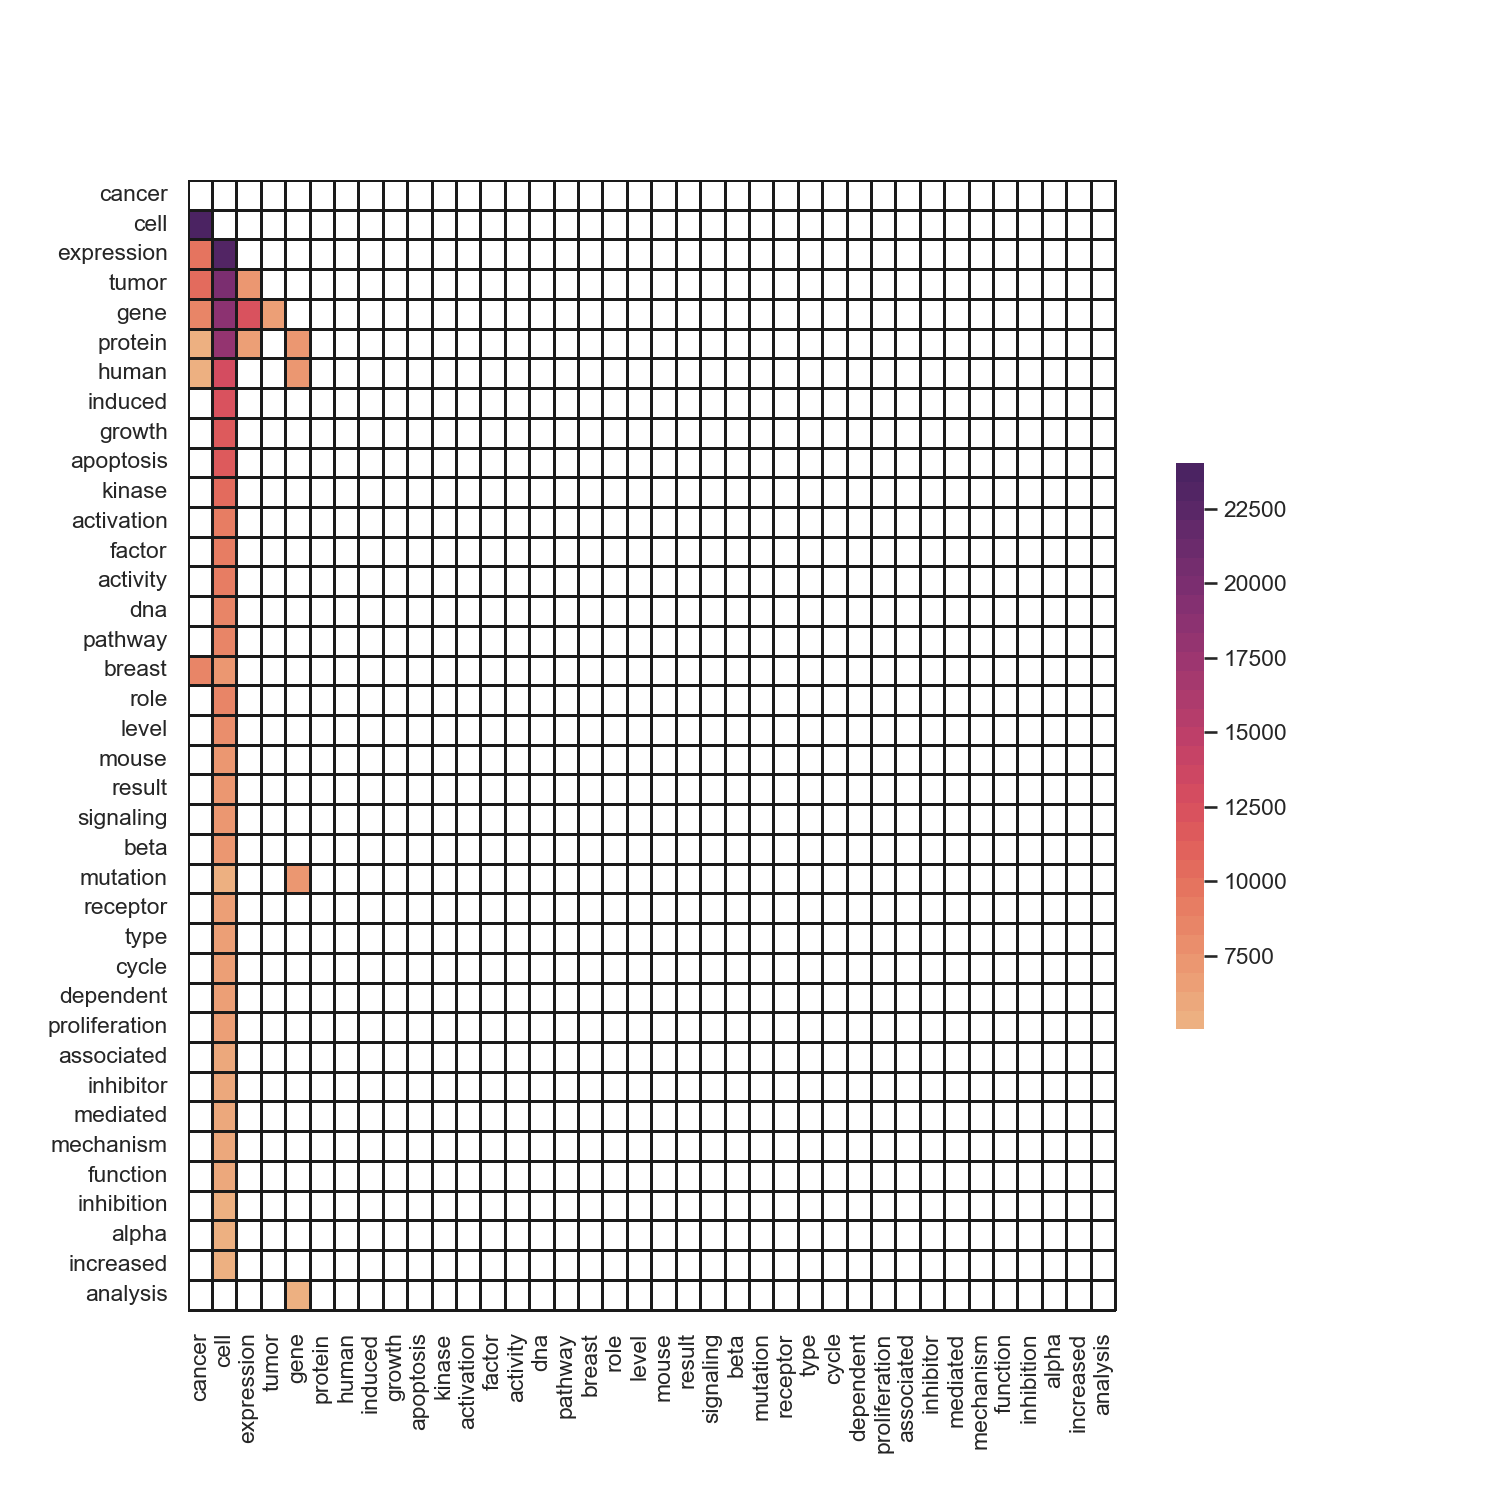 cancer
cell
expression
tumor
gene
protein
human
induced
growth
apoptosis
kinase
activation
factor
activity
dna
pathway
breast
role
level
mouse
result
signaling
beta
mutation
receptor
type
cycle
dependent
proliferation
associated
inhibitor
mediated
mechanism
function
inhibition
alpha
increased
analysis
22500
20000
17500
15000
12500
10000
7500
cancer
cell
expression
tumor
gene
protein
human
induced
growth
apoptosis
kinase
activation
factor
activity
dna
pathway
breast
role
level
mouse
result
signaling
beta
mutation
receptor
type
cycle
dependent
proliferation
associated
inhibitor
mediated
mechanism
function
inhibition
alpha
increased
analysis